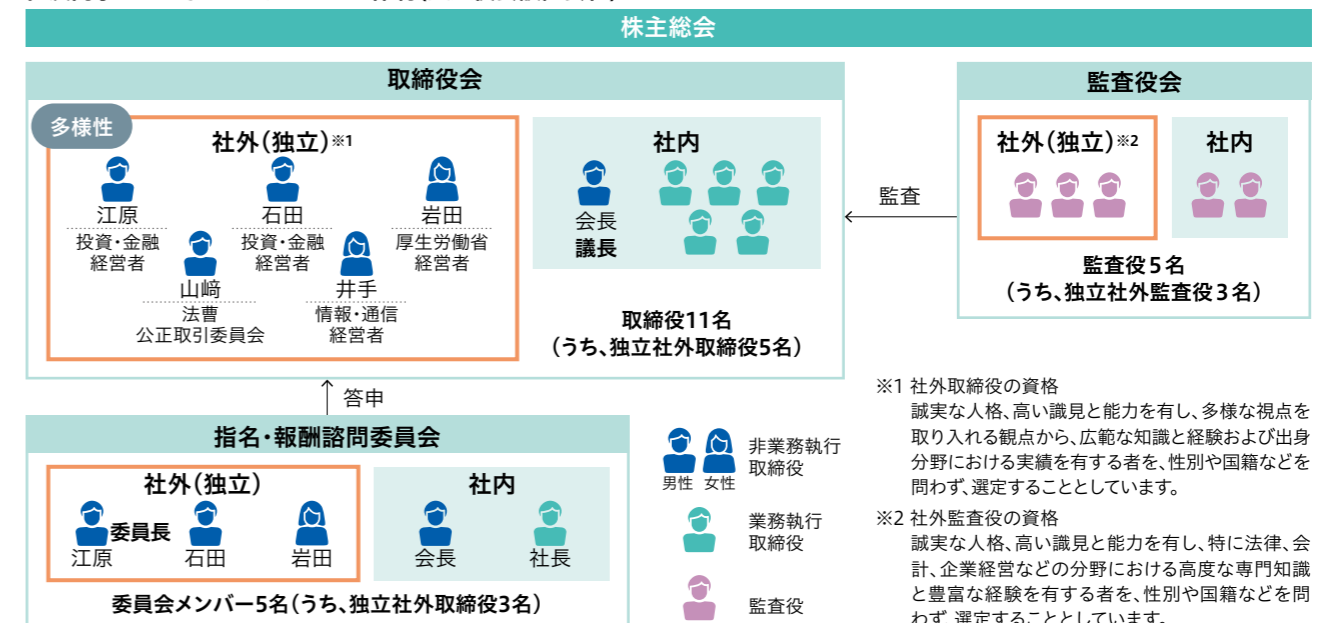 株主総会
取締役会
多様性
社外(独立)※1
江原
投資・金融
経営者
石田
投資・金融
経営者
岩田
厚生労働省
経営者
山﨑
法曹
公正取引委員会
井手
情報・通信
経営者
社内
会長
議長
取締役11名
(うち、独立社外取締役5名)
監査
監査役会
社外(独立)※2
社内
監査役5名
(うち、独立社外監査役3名)
答申
指名・報酬諮問委員会
社外(独立)
委員長
江原
石田
岩田
社内
会長
社長
委員会メンバー5名(うち、独立社外取締役3名)
男性 女性
非業務執行
取締役
業務執行
取締役
監査役
※1 社外取締役の資格
誠実な人格、高い識見と能力を有し、多様な視点を
取り入れる観点から、広範な知識と経験および出身
分野における実績を有する者を、性別や国籍などを
問わず、選定することとしています。
※2 社外監査役の資格
誠実な人格、高い識見と能力を有し、特に法律、会
計、企業経営などの分野における高度な専門知識
と豊富な経験を有する者を、性別や国籍などを問
わず、選定することとしています。